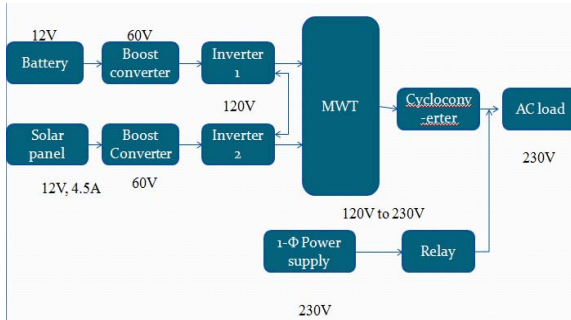 12V
60V
Battery
Boost
converter
Inverter
1
120V
MWT
Cycloconv
-erter
AC load
Solar
panel
Boost
Converter
Inverter
2
230V
12V, 4.5A
60V
120V to 230V
1-Φ Power
supply
Relay
230V